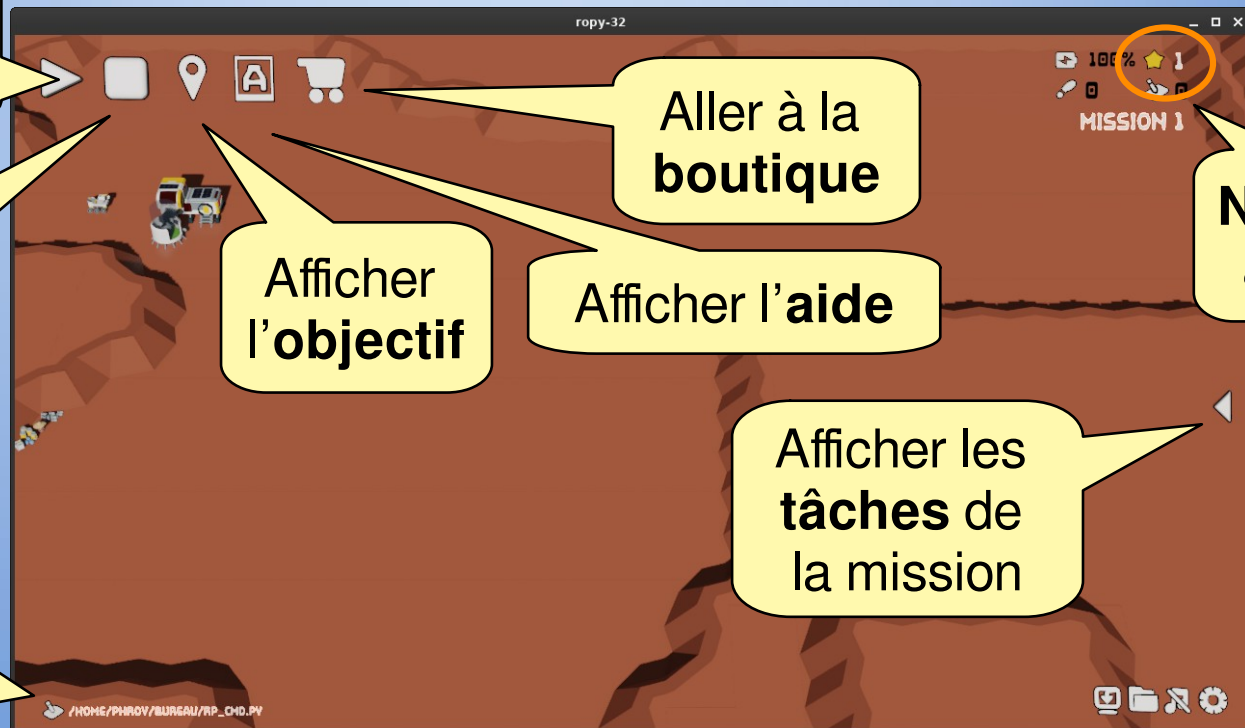 ropy-32
100% 1
0 0
MISSION 1
Aller à la
boutique
Afficher
l'objectif
Afficher l'aide
Afficher les
tâches de
la mission
/HOME/PHROV/BUREAU/RP_CMD.PY